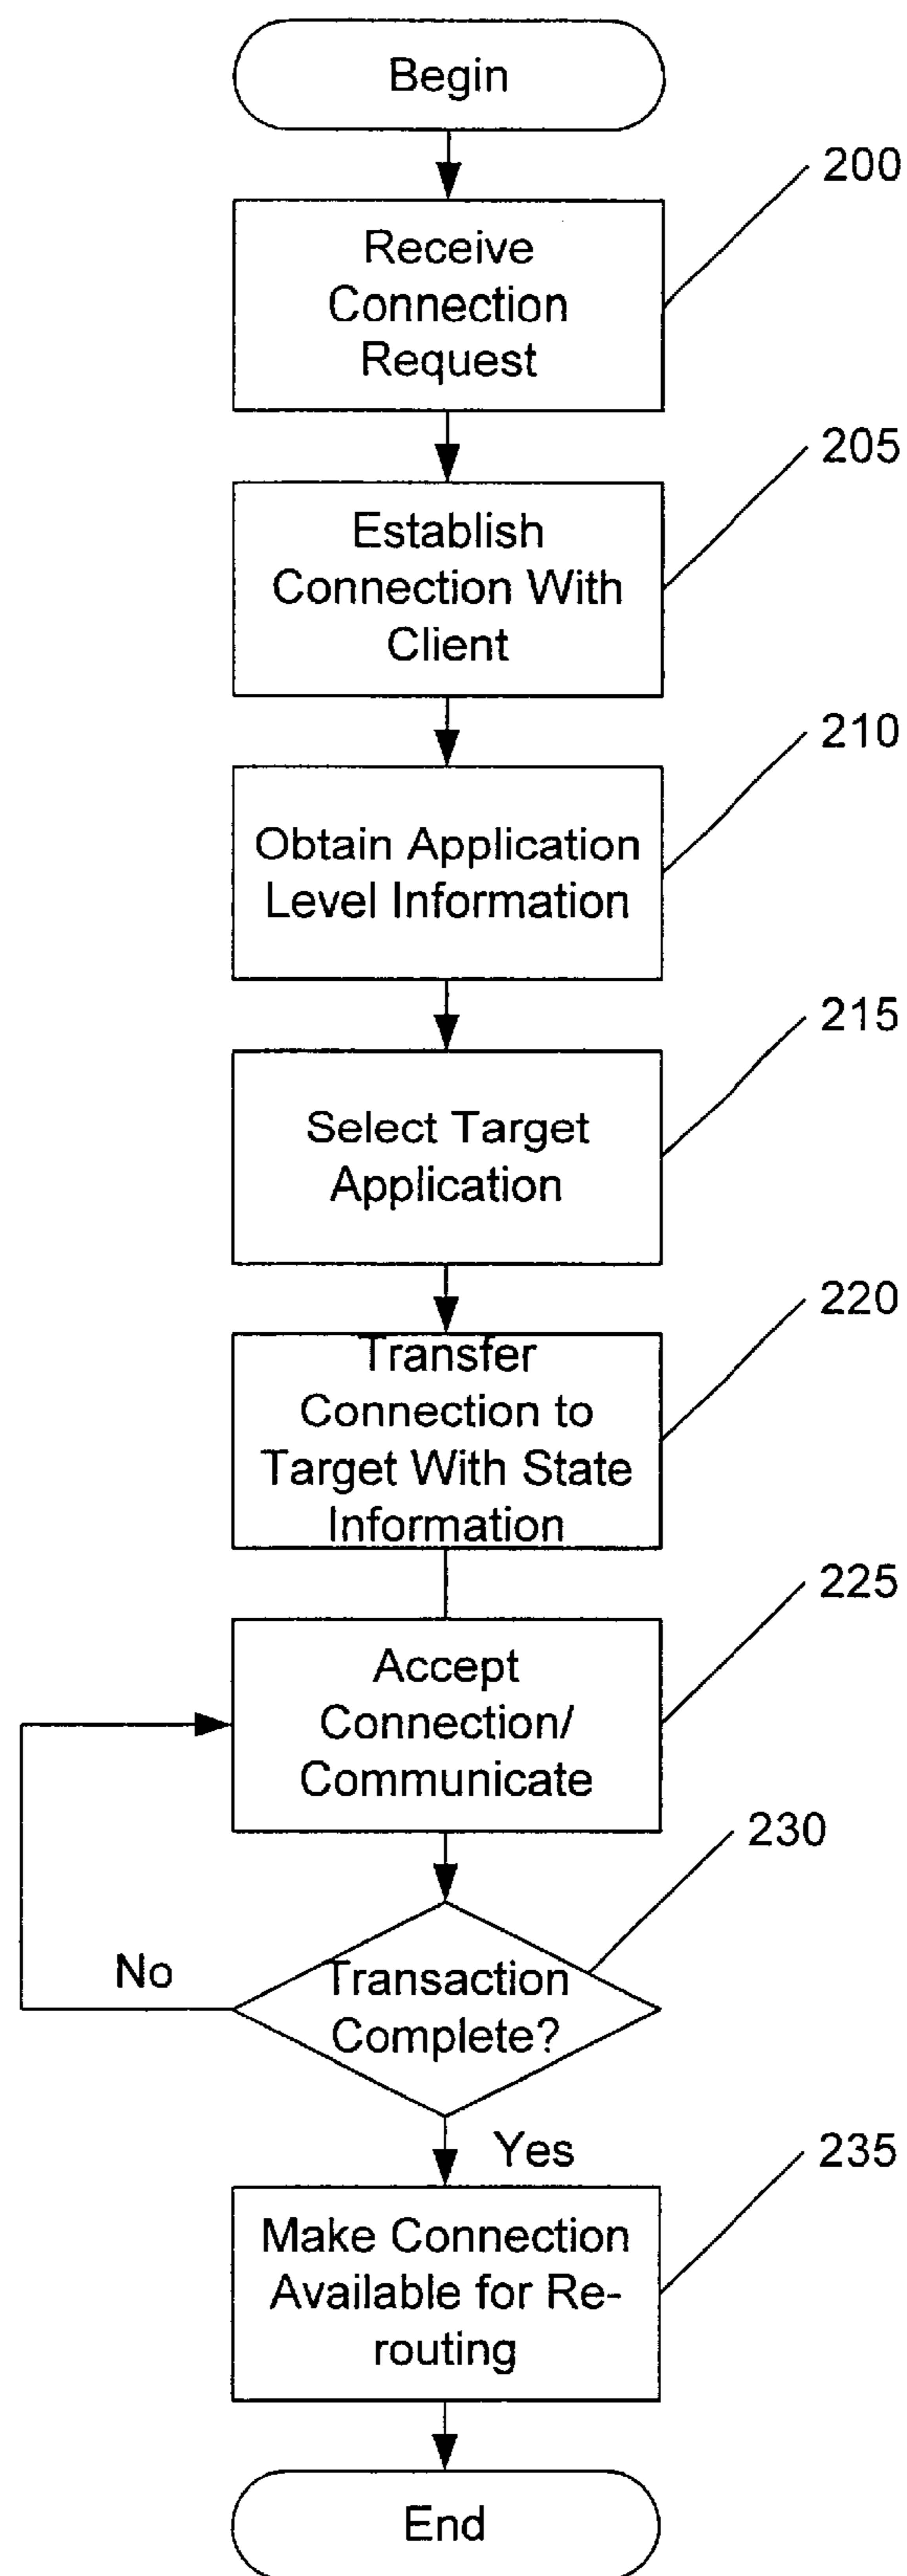 Begin
200
Receive
Connection
Request
205
Establish
Connection With
Client
210
Obtain Application
Level Information
215
Select Target
Application
220
Transfer
Connection to
Target With State
Information
225
Accept
Connection/
Communicate
230
No
Transaction
Complete?
Yes
235
Make Connection
Available for Re-
routing
End